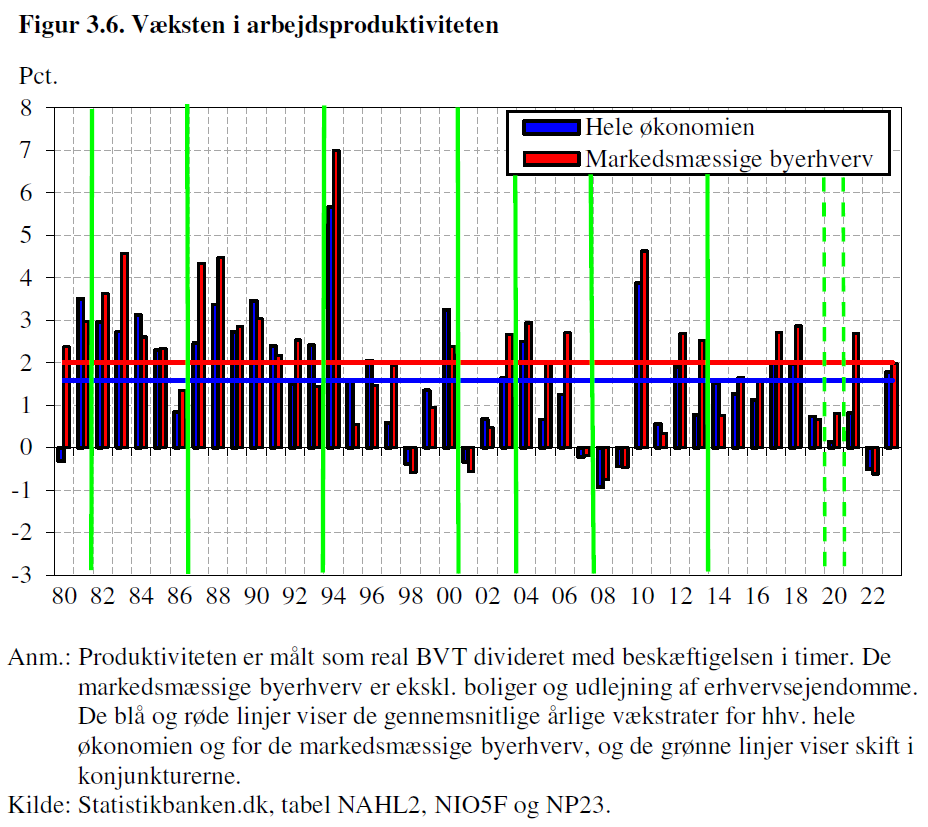 Figur 3.6. Væksten i arbejdsproduktiviteten
Pct.
Hele økonomien
Markedsmæssige byerhverv
8
7
6
5
4
3
2
1
0
-1
-2
-3
80 82 84 86 88 90 92 94 96 98 00 02 04 06 08 10 12 14 16 18 20 22
Anm.: Produktiviteten er målt som real BVT divideret med beskæftigelsen i timer. De
markedsmæssige byerhverv er ekskl. boliger og udlejning af erhvervsejendomme.
De blå og røde linjer viser de gennemsnitlige årlige vækstrater for hhv. hele
økonomien og for de markedsmæssige byerhverv, og de grønne linjer viser skift i
konjunkturerne.
Kilde: Statistikbanken.dk, tabel NAHL2, NIO5F og NP23.